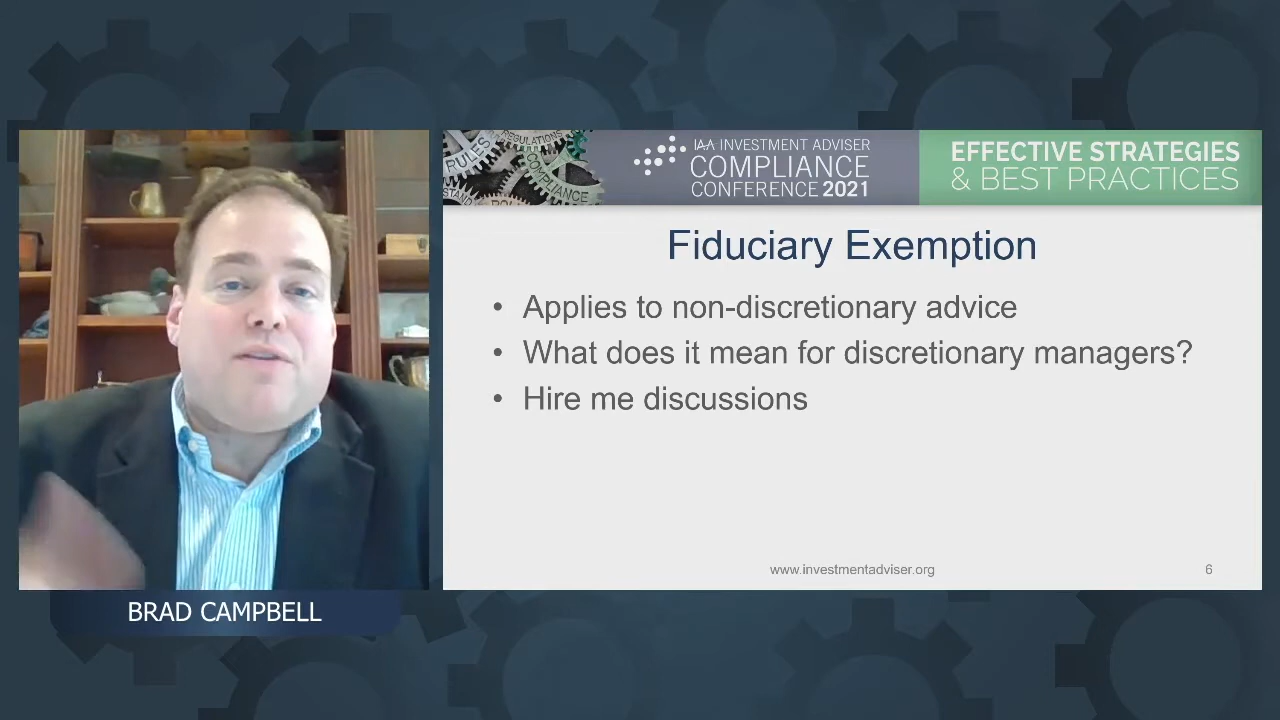 RULES
REGULATIONS
COMPLIANCE
STAND
IAA INVESTMENT ADVISER
COMPLIANCE
CONFERENCE 2021
EFFECTIVE STRATEGIES
& BEST PRACTICES
Fiduciary Exemption
• Applies to non-discretionary advice
• What does it mean for discretionary managers?
• Hire me discussions
www.investmentadviser.org
6
BRAD CAMPBELL